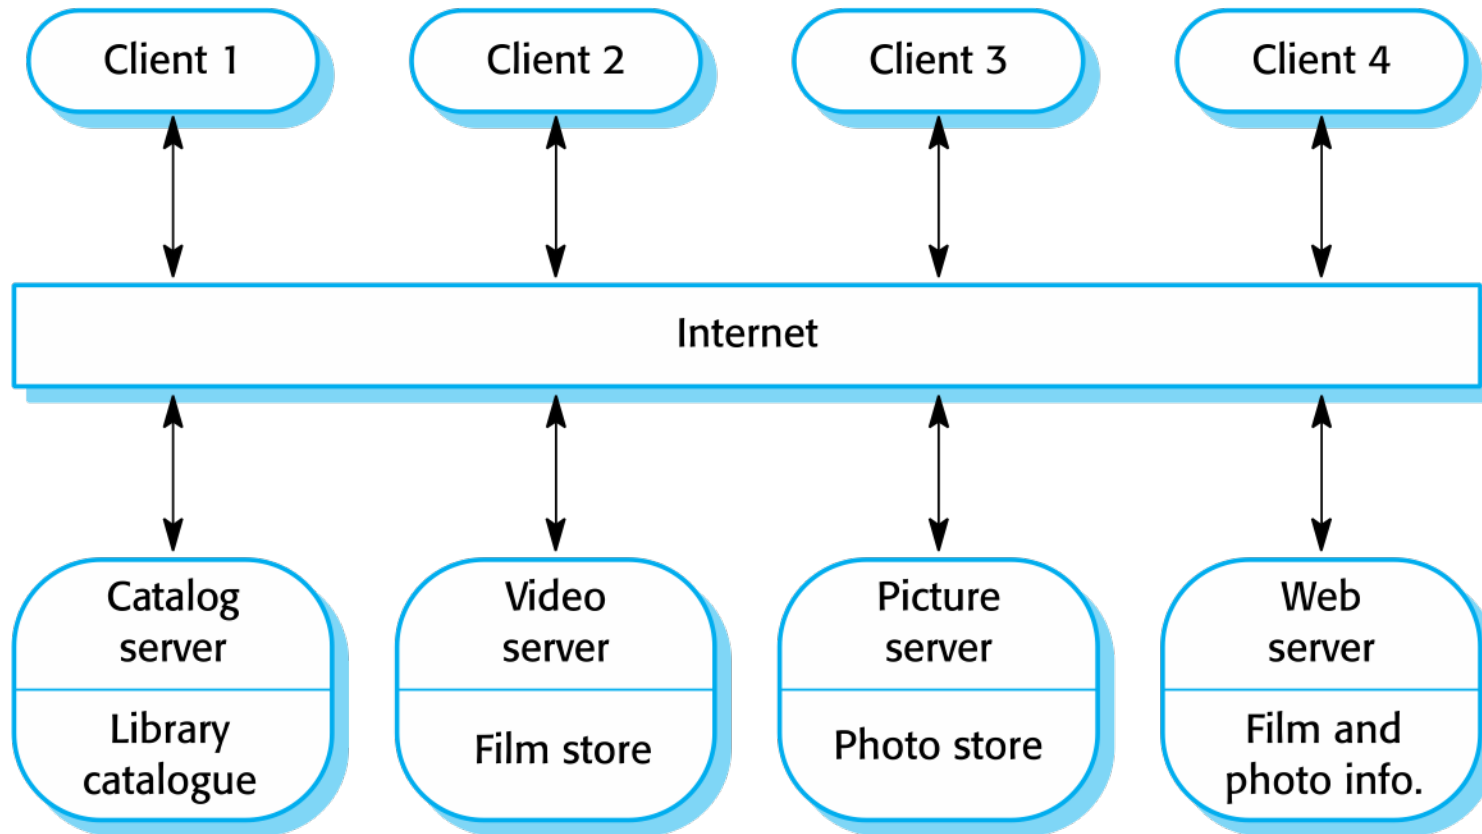 Client 1
Client 2
Client 3
Client 4
Internet
Catalog
server
Library
catalogue
Video
server
Film store
Picture
server
Photo store
Web
server
Film and
photo info.